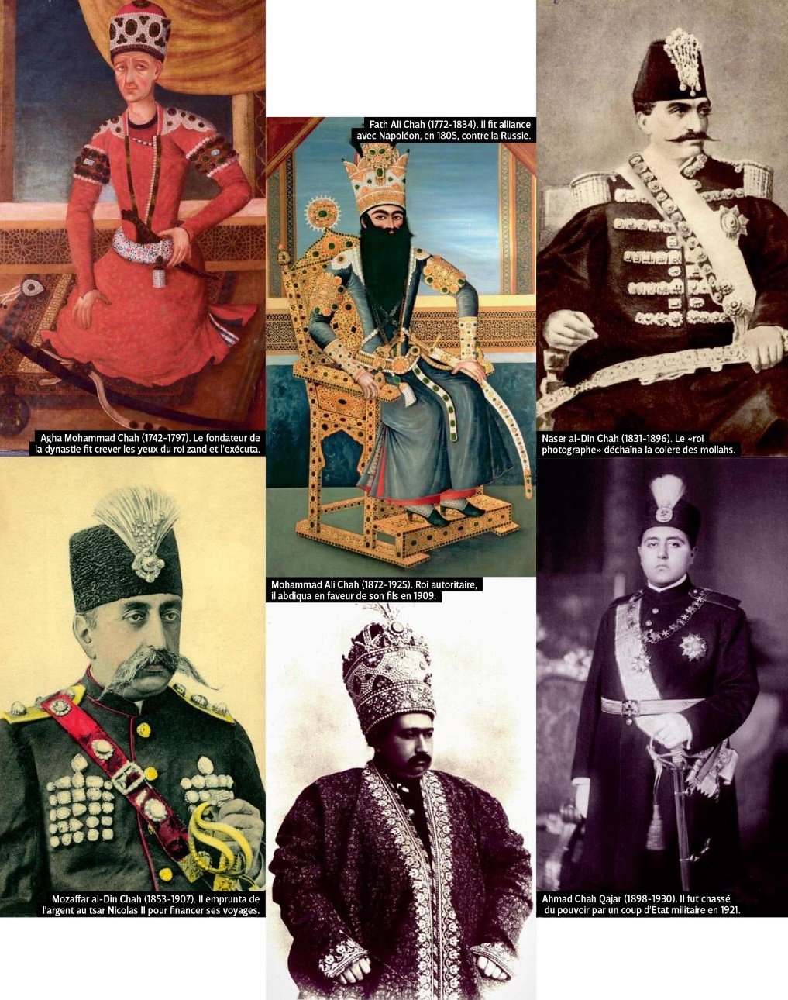 Fath Ali Chah (1772-1834). Il fit alliance
avec Napoléon, en 1805, contre la Russie.
Agha Mohammad Chah (1742-1797). Le fondateur de
la dynastie fit crever les yeux du roi zand et l'exécuta.
Naser al-Din Chah (1831-1896). Le «roi
photographe» déchaîna la colère des mollahs.
Mohammad Ali Chah (1872-1925). Roi autoritaire,
il abdiqua en faveur de son fils en 1909.
Mozaffar al-Din Chah (1853-1907). Il emprunta de
l'argent au tsar Nicolas II pour financer ses voyages.
Ahmad Chah Qajar (1898-1930). Il fut chassé
du pouvoir par un coup d'État militaire en 1921.